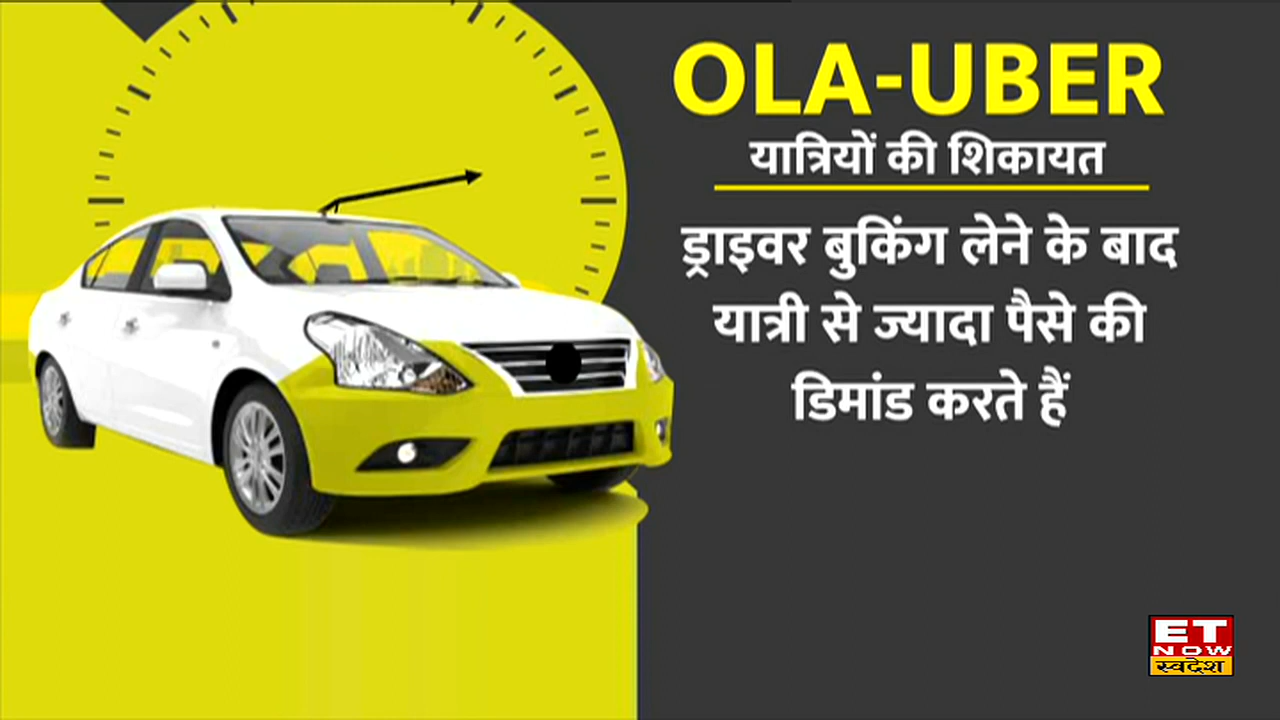 OLA-UBER
यात्रियों की शिकायत
ड्राइवर बुकिंग लेने के बाद
यात्री से ज्यादा पैसे की
डिमांड करते हैं
ET
NOW
स्वदेश